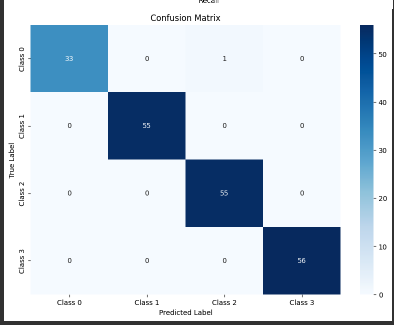 Recall
Confusion Matrix
Class 0
33 0 1 0
50
Class 1
0 55 0 0
40
30
True Label
Class 2
0 0 55 0
20
10
Class 3
0 0 0 56
0
Class 0 Class 1 Class 2 Class 3
Predicted Label